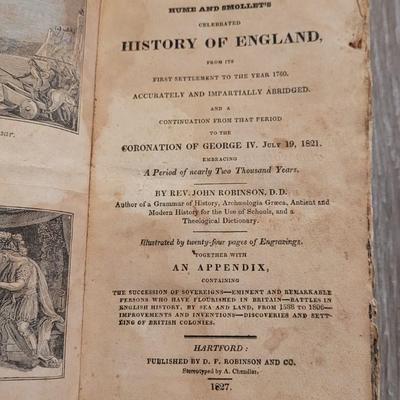 HUME AND SMOLLET'S
CELEBRATED
HISTORY OF ENGLAND,
FROM ITS
FIRST SETTLEMENT TO THE YEAR 1760.
ACCURATELY AND IMPARTIALLY ABRIDGED.
AND A
CONTINUATION FROM THAT PERIOD
TO THE
CORONATION OF GEORGE IV. JULY 19, 1821.
EMBRACING
A Period of nearly Two Thousand Years.
BY REV. JOHN ROBINSON, D.D.
Author of a Grammar of History, Archæologia Græca, Antient and
Modern History for the Use of Schools, and a
Theological Dictionary.
Illustrated by twenty-four pages of Engravings.
TOGETHER WITH
AN APPENDIX,
CONTAINING
THE SUCCESSION OF SOVEREIGNS—EMINENT AND REMARKABLE
PERSONS WHO HAVE FLOURISHED IN BRITAIN—BATTLES IN
ENGLISH HISTORY, BY SEA AND LAND, FROM 1588 TO 1806—
IMPROVEMENTS AND INVENTIONS—DISCOVERIES AND SETT-
ING OF BRITISH COLONIES.
HARTFORD:
PUBLISHED BY D. F. ROBINSON AND CO.
Stereotyped by A. Chandler.
1827.